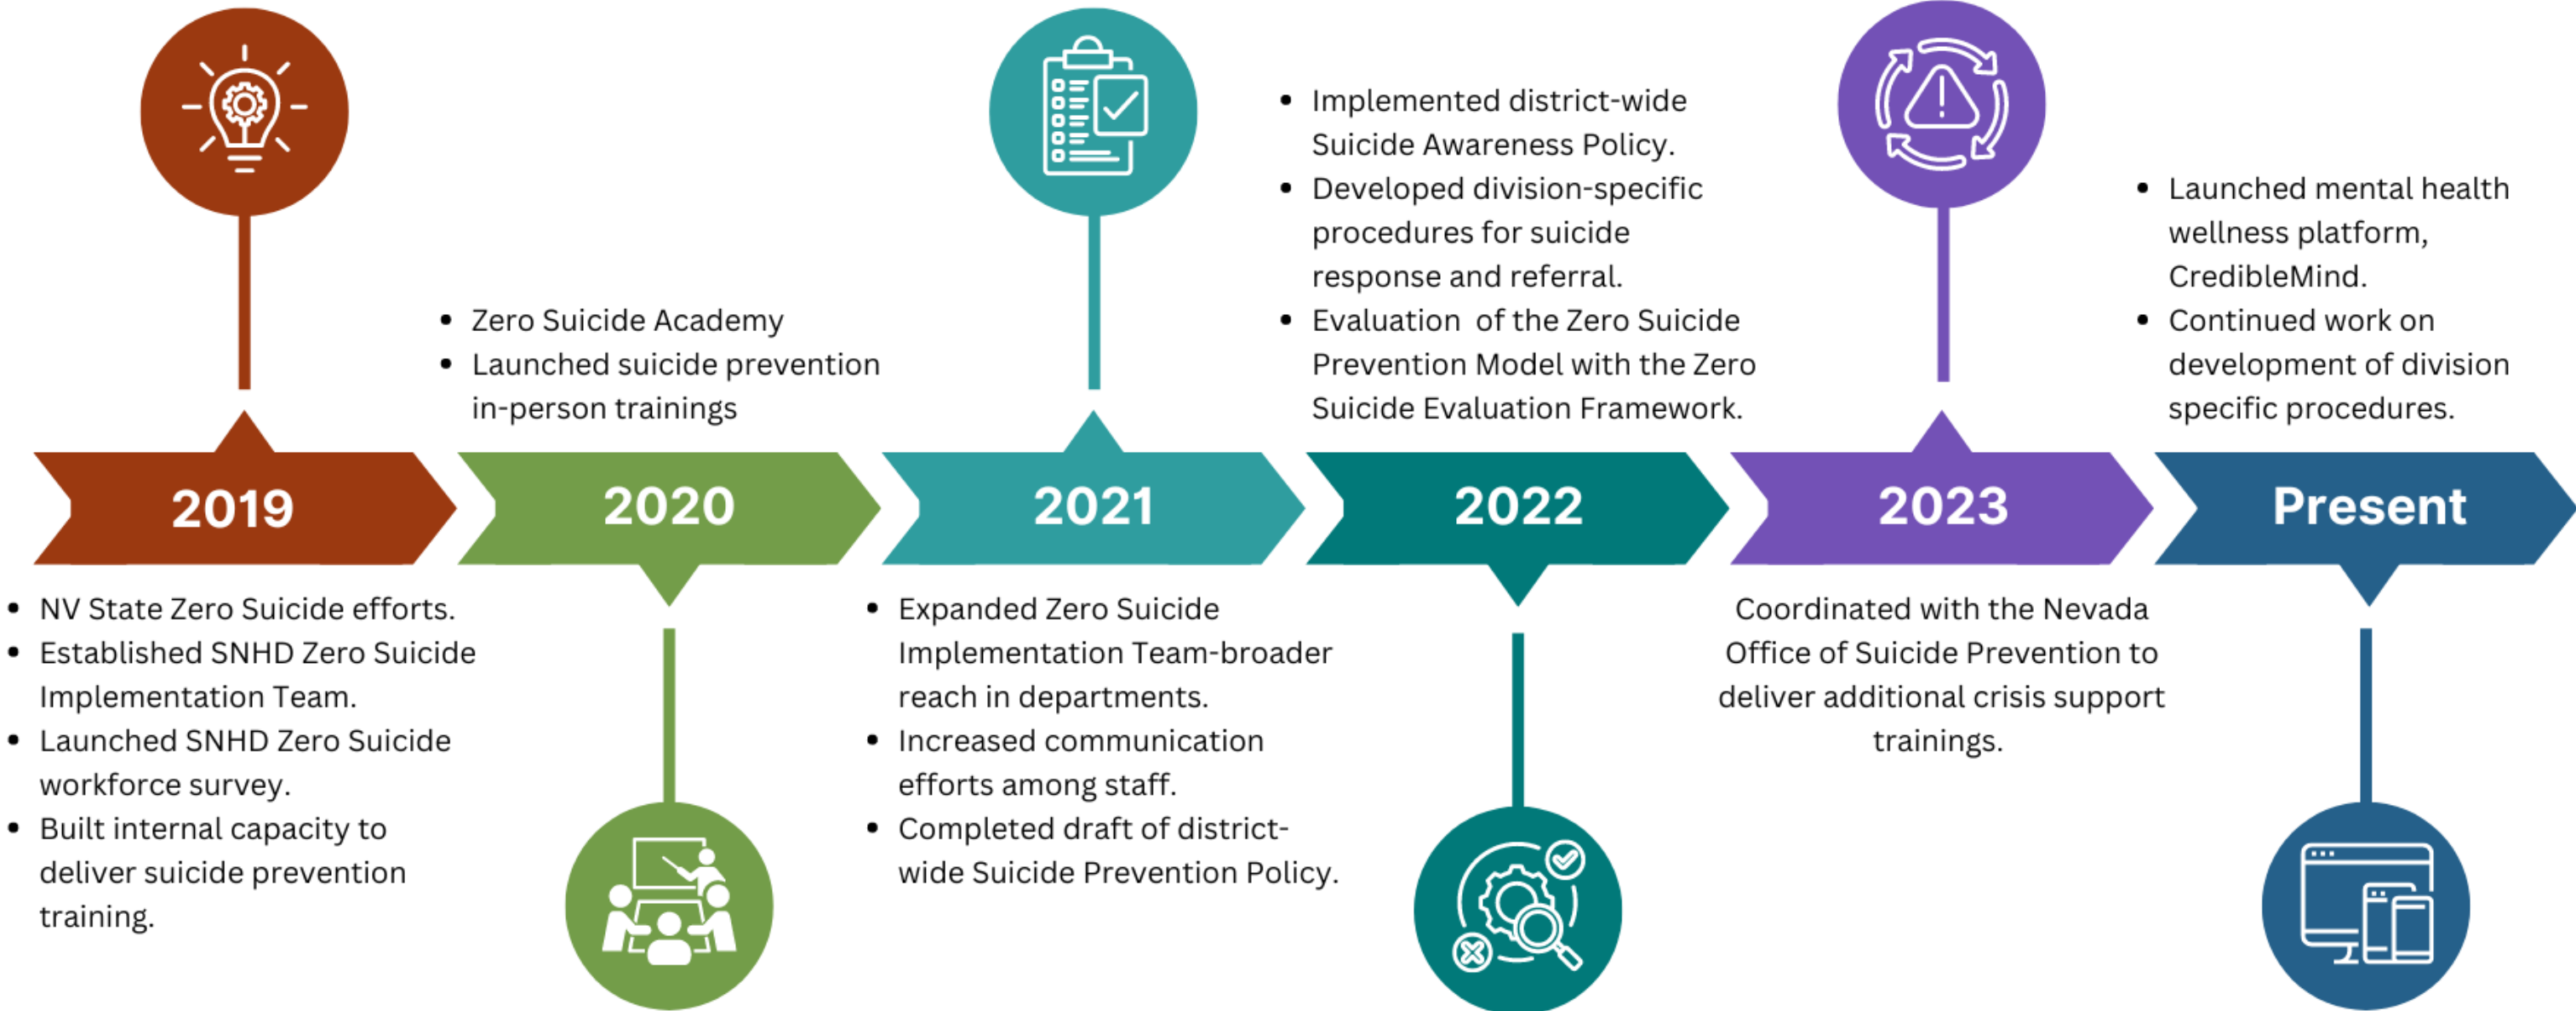 2019
• NV State Zero Suicide efforts.
• Established SNHD Zero Suicide
Implementation Team.
• Launched SNHD Zero Suicide
workforce survey.
• Built internal capacity to
deliver suicide prevention
training.
• Zero Suicide Academy
• Launched suicide prevention
in-person trainings
2020
2021
• Expanded Zero Suicide
Implementation Team-broader
reach in departments.
• Increased communication
efforts among staff.
• Completed draft of district-
wide Suicide Prevention Policy.
• Implemented district-wide
Suicide Awareness Policy.
• Developed division-specific
procedures for suicide
response and referral.
• Evaluation of the Zero Suicide
Prevention Model with the Zero
Suicide Evaluation Framework.
2022
2023
Coordinated with the Nevada
Office of Suicide Prevention to
deliver additional crisis support
trainings.
• Launched mental health
wellness platform,
CredibleMind.
• Continued work on
development of division
specific procedures.
Present